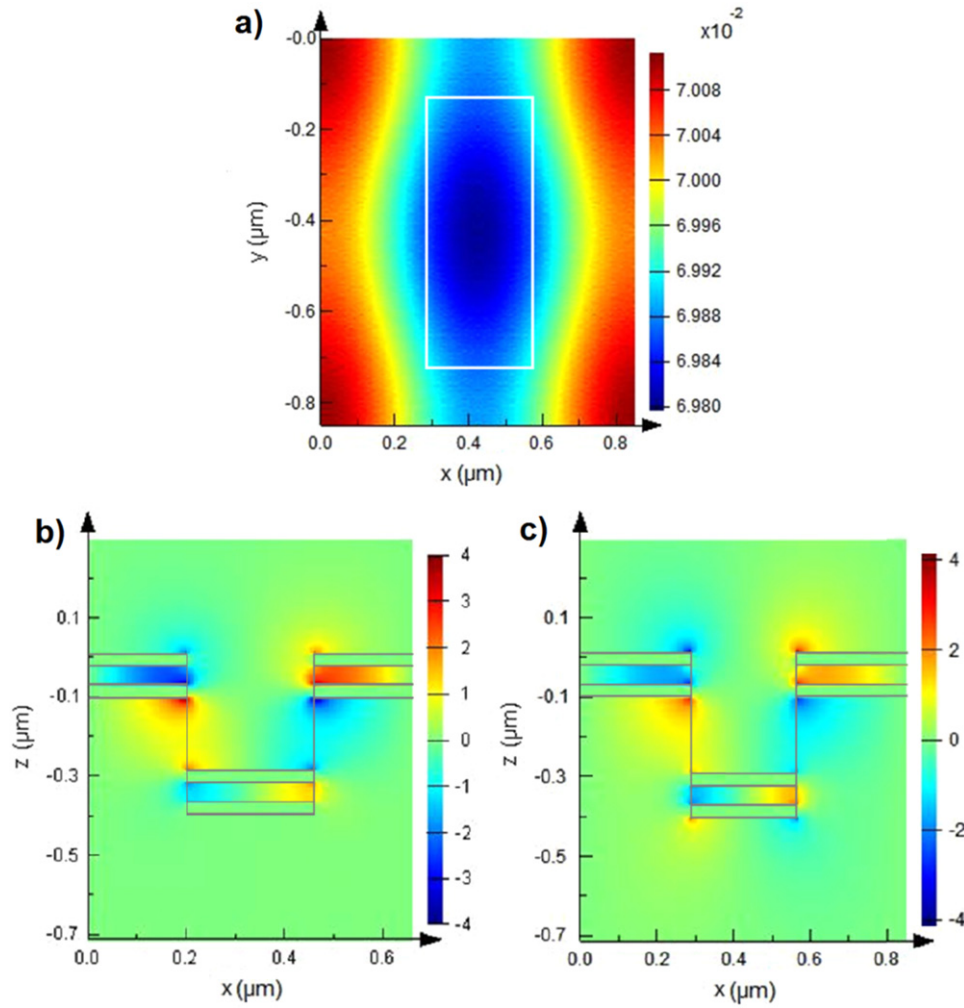 a)
x10⁻²
-0.0
-0.2
-0.4
-0.6
-0.8
y (µm)
0.0 0.2 0.4 0.6 0.8
x (µm)
7.008
7.004
7.000
6.996
6.992
6.988
6.984
6.980
b)
0.1
-0.1
-0.3
-0.5
-0.7
z (µm)
0.0 0.2 0.4 0.6
x (µm)
4
3
2
1
0
-1
-2
-3
-4
c)
0.1
-0.1
-0.3
-0.5
-0.7
z (µm)
0.0 0.2 0.4 0.6 0.8
x (µm)
4
2
0
-2
-4